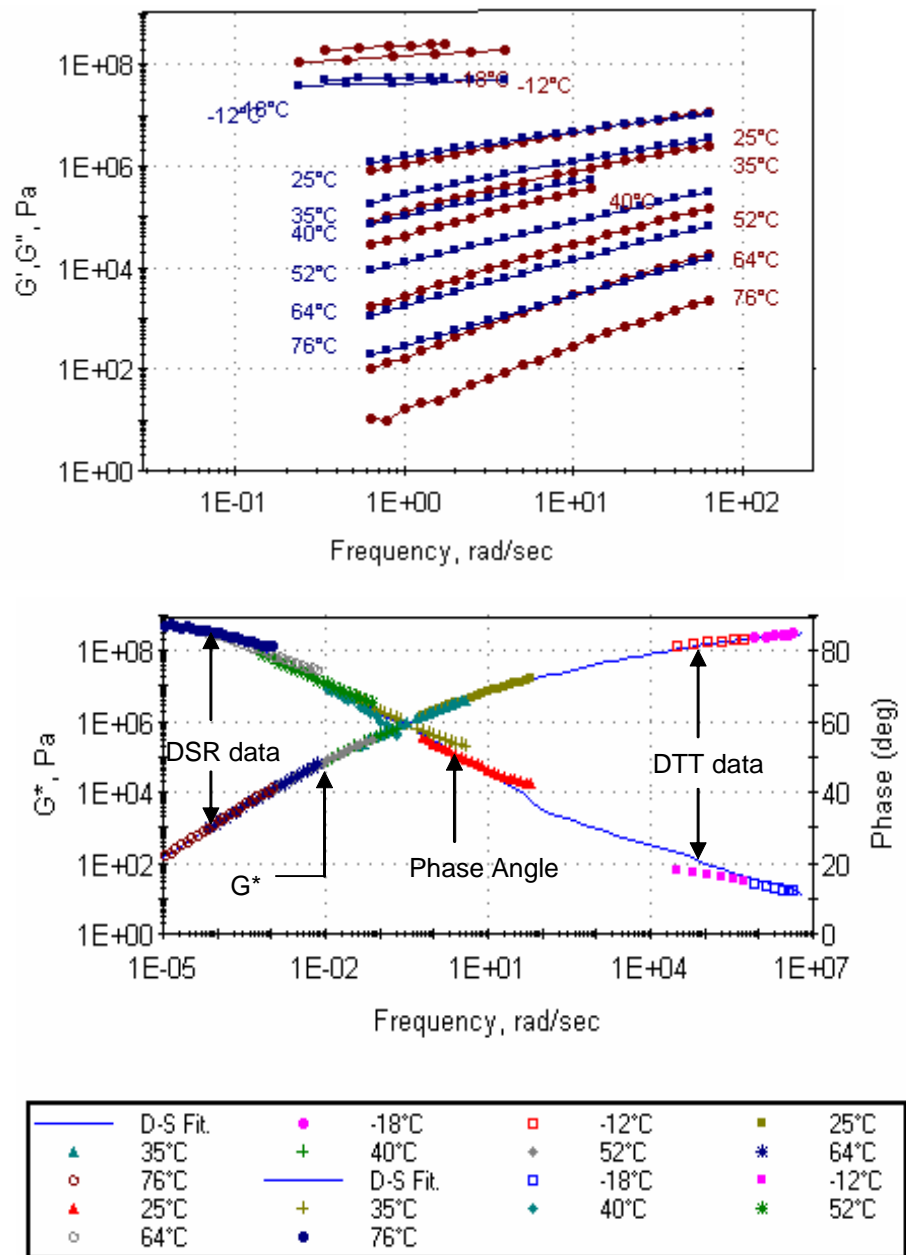 1E+08
1E+06
1E+04
1E+02
1E+00
G',G", Pa
-18°C
-12°C
-12°C
-18°C
25°C
35°C
40°C
52°C
64°C
76°C
25°C
35°C
40°C
52°C
64°C
76°C
1E-01 1E+00 1E+01 1E+02
Frequency, rad/sec
1E+08
1E+06
1E+04
1E+02
1E+00
G*, Pa
80
60
40
20
0
Phase (deg)
DSR data
DTT data
G*
Phase Angle
1E-05 1E-02 1E+01 1E+04 1E+07
Frequency, rad/sec
D-S Fit. -18°C -12°C 25°C
35°C 40°C 52°C 64°C
76°C D-S Fit. -18°C -12°C
25°C 35°C 40°C 52°C
64°C 76°C